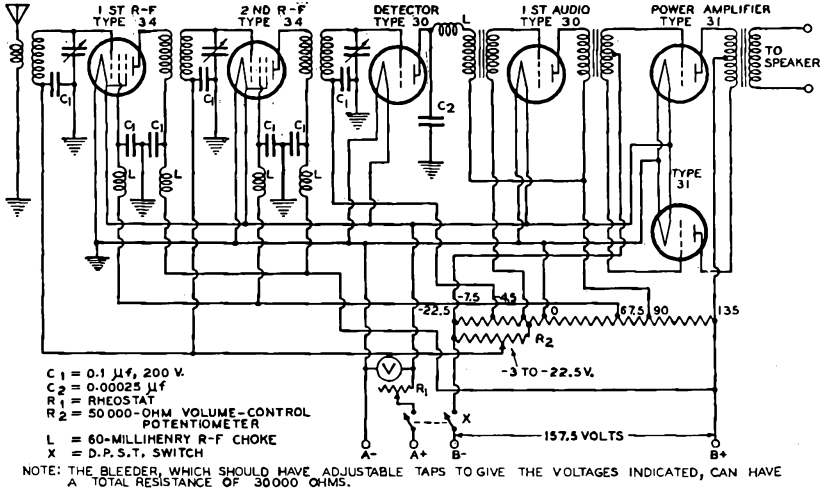 1 ST R-F
TYPE 34
2 ND R-F
TYPE 34
DETECTOR
TYPE 30
L
1 ST AUDIO
TYPE 30
POWER AMPLIFIER
TYPE 31
TO
SPEAKER
C1
C1
C1
C2
C1 C1
C1 C1
L L
L L
TYPE
31
-22.5 -7.5 -4.5 0 67.5 90 135
R2
-3 TO -22.5 V.
V
R1
X
157.5 VOLTS
A- A+ B- B+
C1 = 0.1 µf, 200 V.
C2 = 0.00025 µf
R1 = RHEOSTAT
R2 = 50000-OHM VOLUME-CONTROL
POTENTIOMETER
L = 60-MILLIHENRY R-F CHOKE
X = D.P.S.T. SWITCH
NOTE: THE BLEEDER, WHICH SHOULD HAVE ADJUSTABLE TAPS TO GIVE THE VOLTAGES INDICATED, CAN HAVE
A TOTAL RESISTANCE OF 30000 OHMS.